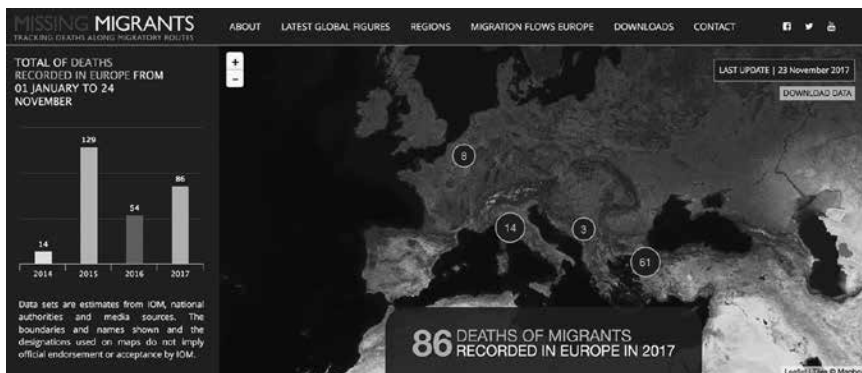 MISSING MIGRANTS
TRACKING DEATHS ALONG MIGRATORY ROUTES
ABOUT LATEST GLOBAL FIGURES REGIONS MIGRATION FLOWS EUROPE DOWNLOADS CONTACT
TOTAL OF DEATHS
RECORDED IN EUROPE FROM
01 JANUARY TO 24
NOVEMBER
14
129
54
86
2014 2015 2016 2017
Data sets are estimates from IOM, national
authorities and media sources. The
boundaries and names shown and the
designations used on maps do not imply
official endorsement or acceptance by IOM.
+
−
LAST UPDATE | 23 November 2017
DOWNLOAD DATA
8
14
3
61
86 DEATHS OF MIGRANTS
RECORDED IN EUROPE IN 2017
Leaflet | Tiles © Mapbo